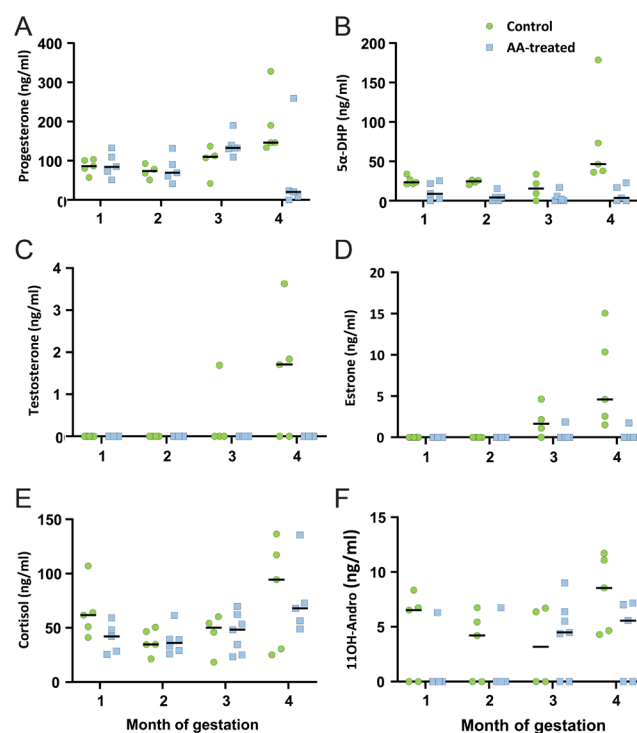 A
B
Control
AA-treated
Progesterone (ng/ml)
400
300
200
100
0
1 2 3 4
5α-DHP (ng/ml)
200
150
100
50
0
1 2 3 4
C
D
Testosterone (ng/ml)
4
3
2
1
0
1 2 3 4
Estrone (ng/ml)
20
15
10
5
0
1 2 3 4
E
F
Cortisol (ng/ml)
150
100
50
0
1 2 3 4
Month of gestation
11OH-Andro (ng/ml)
15
10
5
0
1 2 3 4
Month of gestation